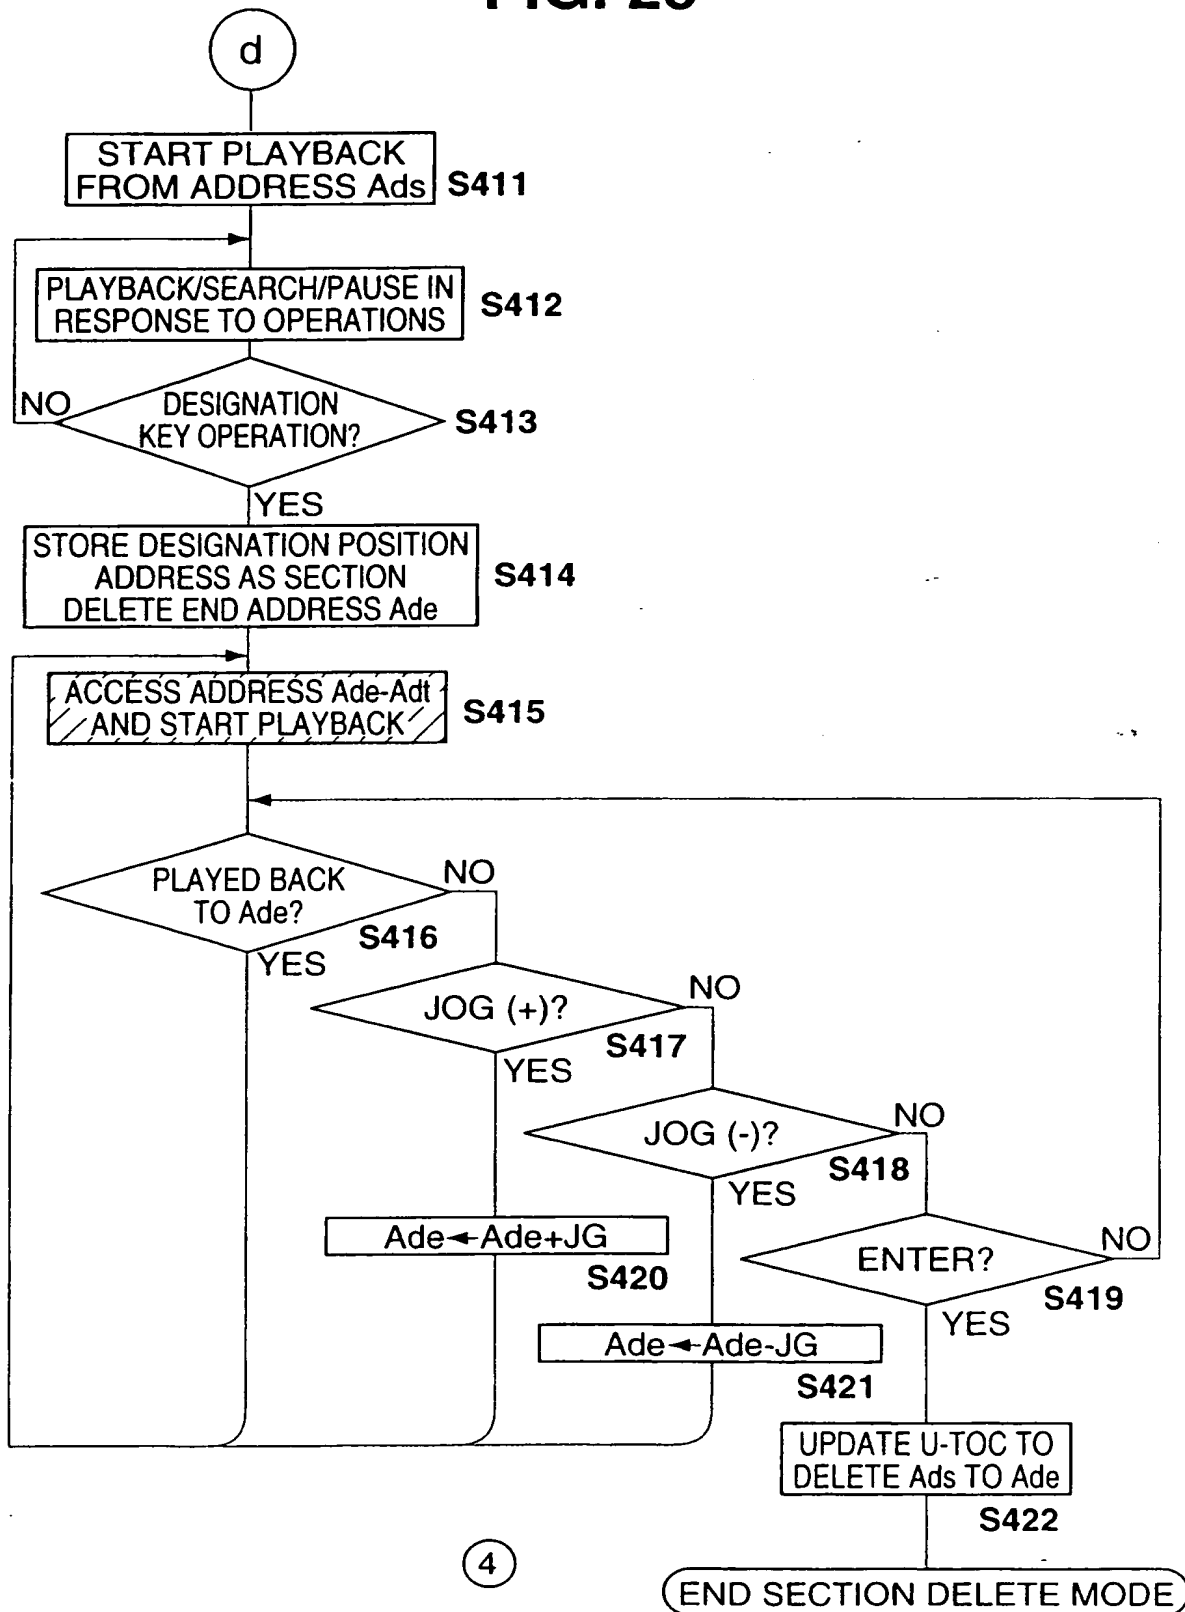 d
START PLAYBACK
FROM ADDRESS Ads
S411
PLAYBACK/SEARCH/PAUSE IN
RESPONSE TO OPERATIONS
S412
NO
DESIGNATION
KEY OPERATION?
S413
YES
STORE DESIGNATION POSITION
ADDRESS AS SECTION
DELETE END ADDRESS Ade
S414
ACCESS ADDRESS Ade-Adt
AND START PLAYBACK
S415
PLAYED BACK
TO Ade?
NO
S416
YES
JOG (+)?
NO
S417
YES
JOG (-)?
NO
S418
YES
Ade←Ade+JG
S420
ENTER?
NO
S419
YES
Ade←Ade-JG
S421
UPDATE U-TOC TO
DELETE Ads TO Ade
S422
4
END SECTION DELETE MODE